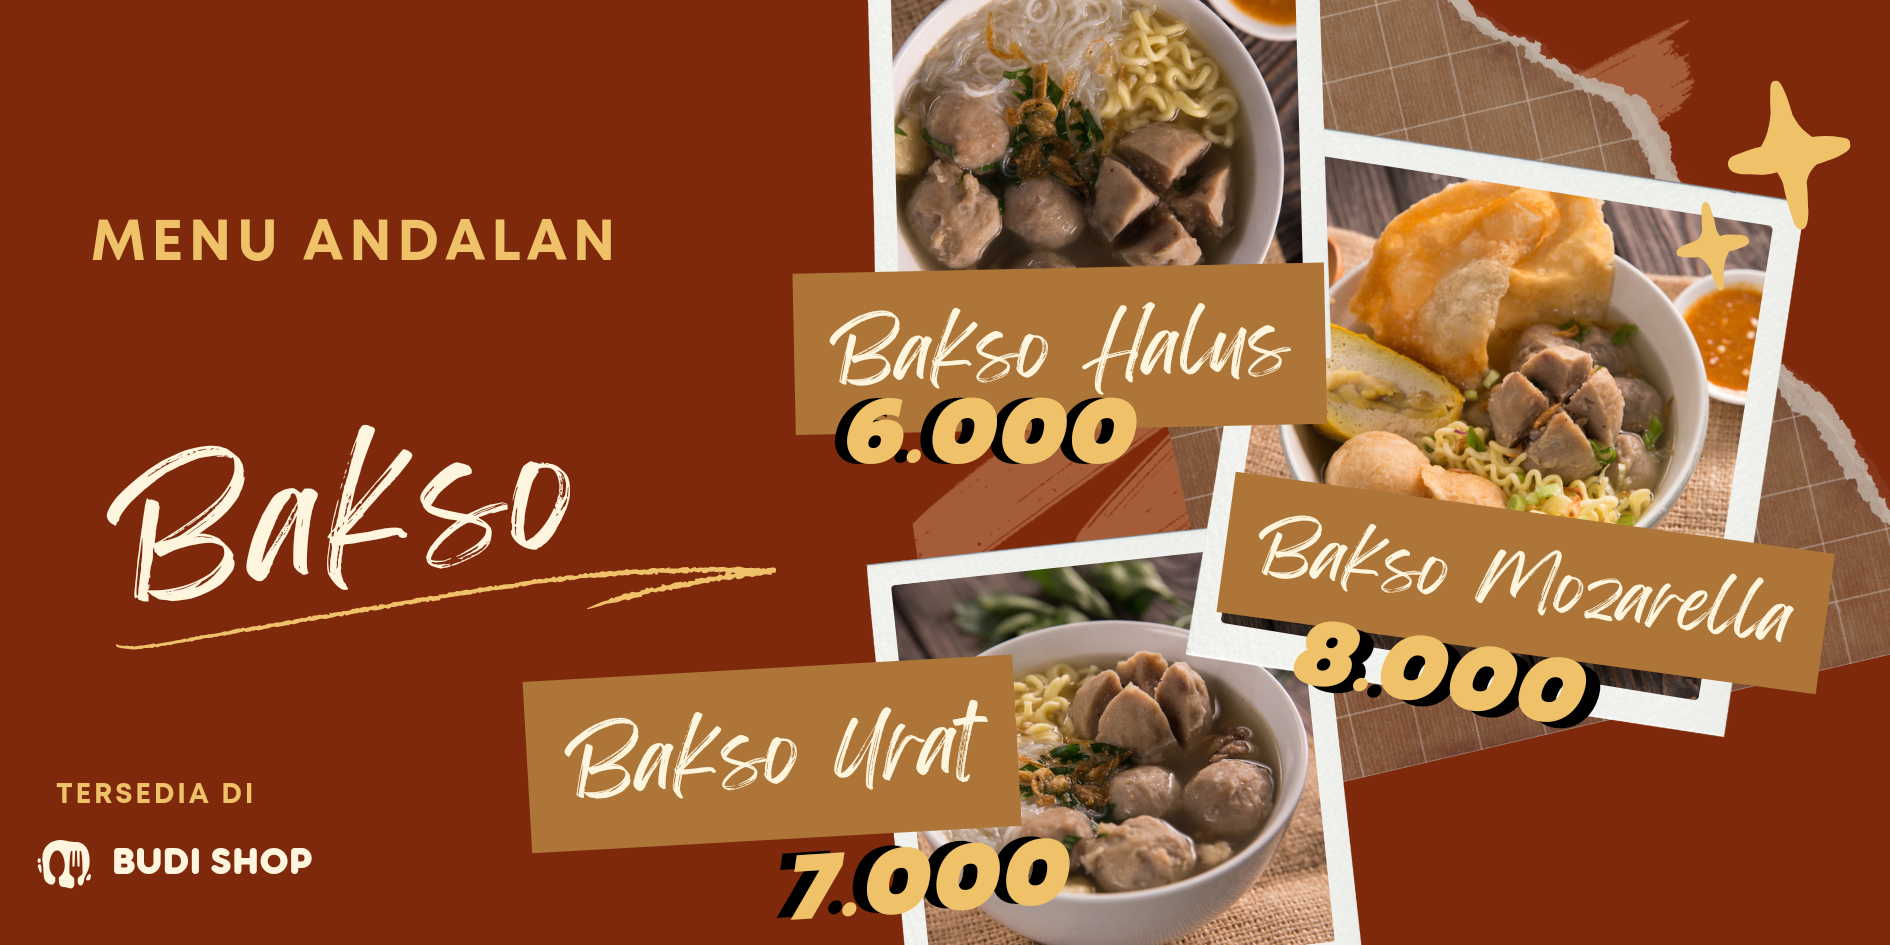 MENU ANDALAN
Bakso
TERSEDIA DI
BUDI SHOP
Bakso Halus
6.000
Bakso Mozarella
8.000
Bakso Urat
7.000